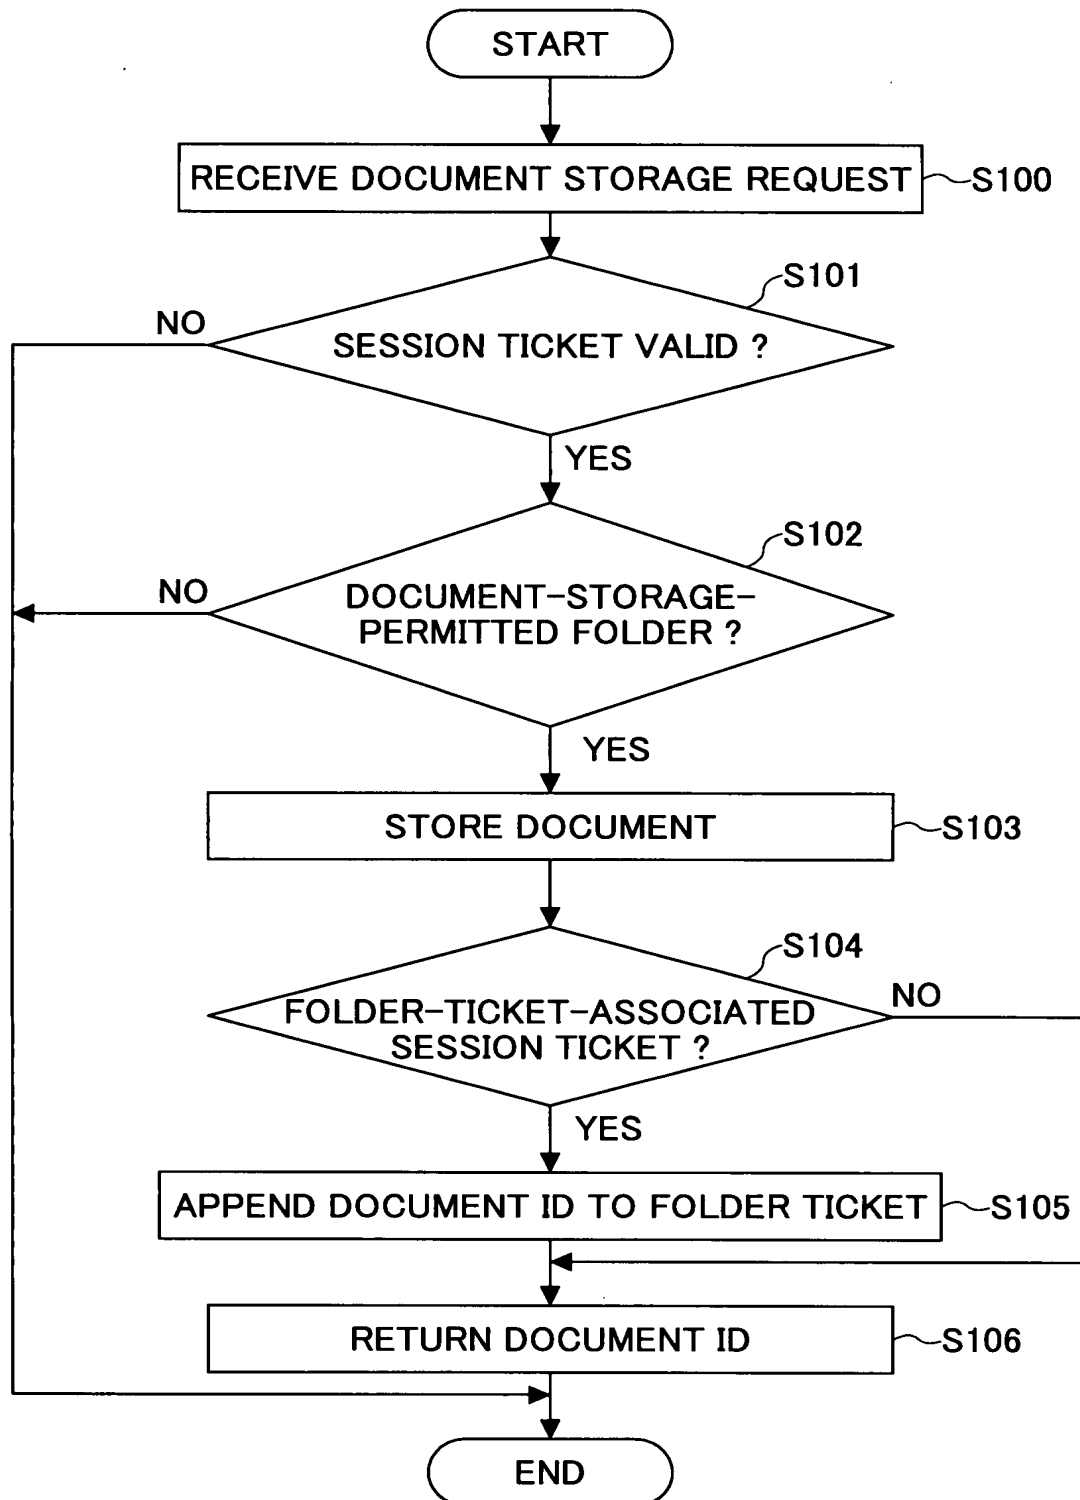 START
RECEIVE DOCUMENT STORAGE REQUEST
S100
S101
NO
SESSION TICKET VALID ?
YES
S102
NO
DOCUMENT-STORAGE-
PERMITTED FOLDER ?
YES
STORE DOCUMENT
S103
S104
NO
FOLDER-TICKET-ASSOCIATED
SESSION TICKET ?
YES
APPEND DOCUMENT ID TO FOLDER TICKET
S105
RETURN DOCUMENT ID
S106
END